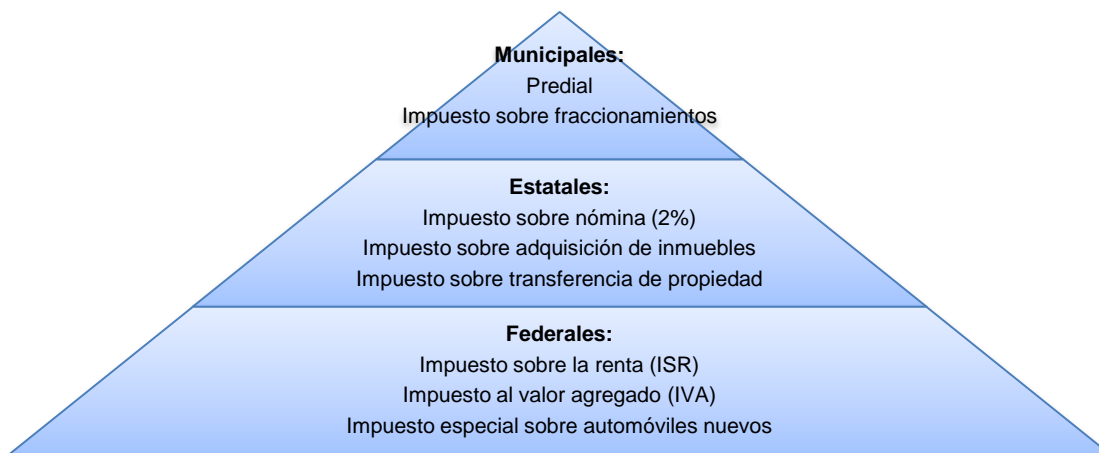 Municipales:
Predial
Impuesto sobre fraccionamientos
Estatales:
Impuesto sobre nómina (2%)
Impuesto sobre adquisición de inmuebles
Impuesto sobre transferencia de propiedad
Federales:
Impuesto sobre la renta (ISR)
Impuesto al valor agregado (IVA)
Impuesto especial sobre automóviles nuevos